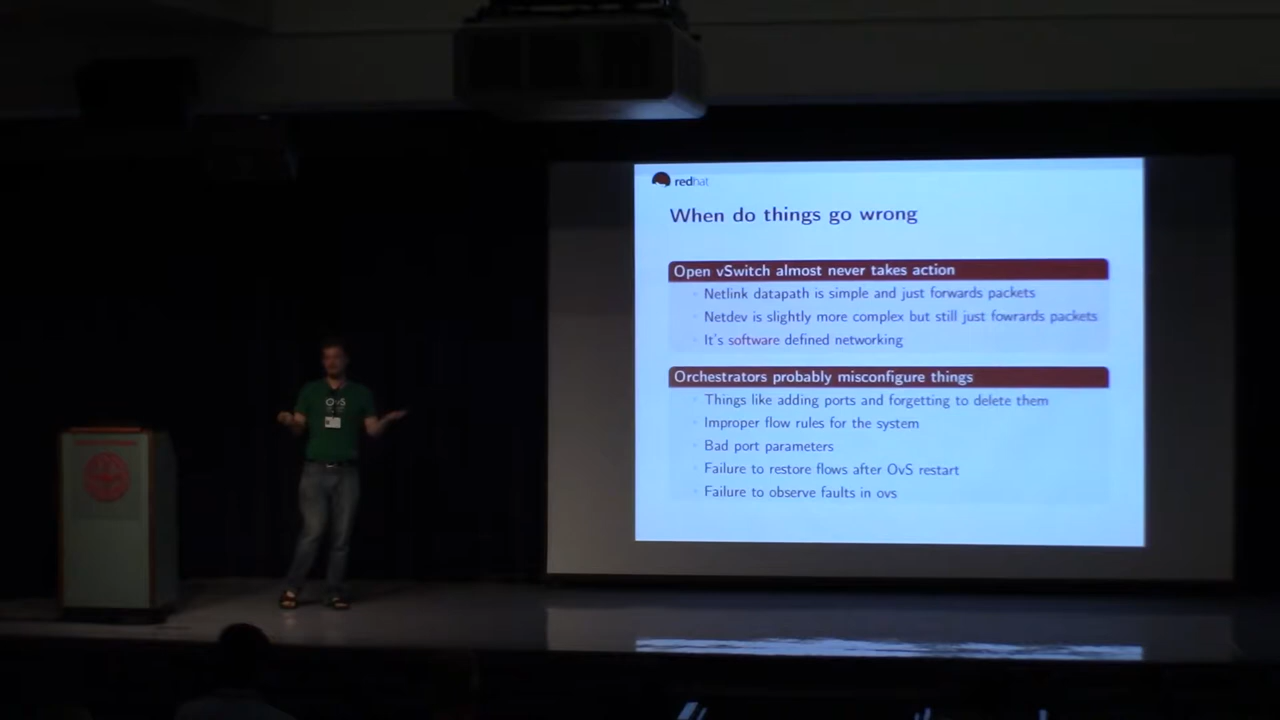 redhat
When do things go wrong
Open vSwitch almost never takes action
Netlink datapath is simple and just forwards packets
Netdev is slightly more complex but still just fowrards packets
It's software defined networking
Orchestrators probably misconfigure things
Things like adding ports and forgetting to delete them
Improper flow rules for the system
Bad port parameters
Failure to restore flows after OvS restart
Failure to observe faults in ovs
OvS